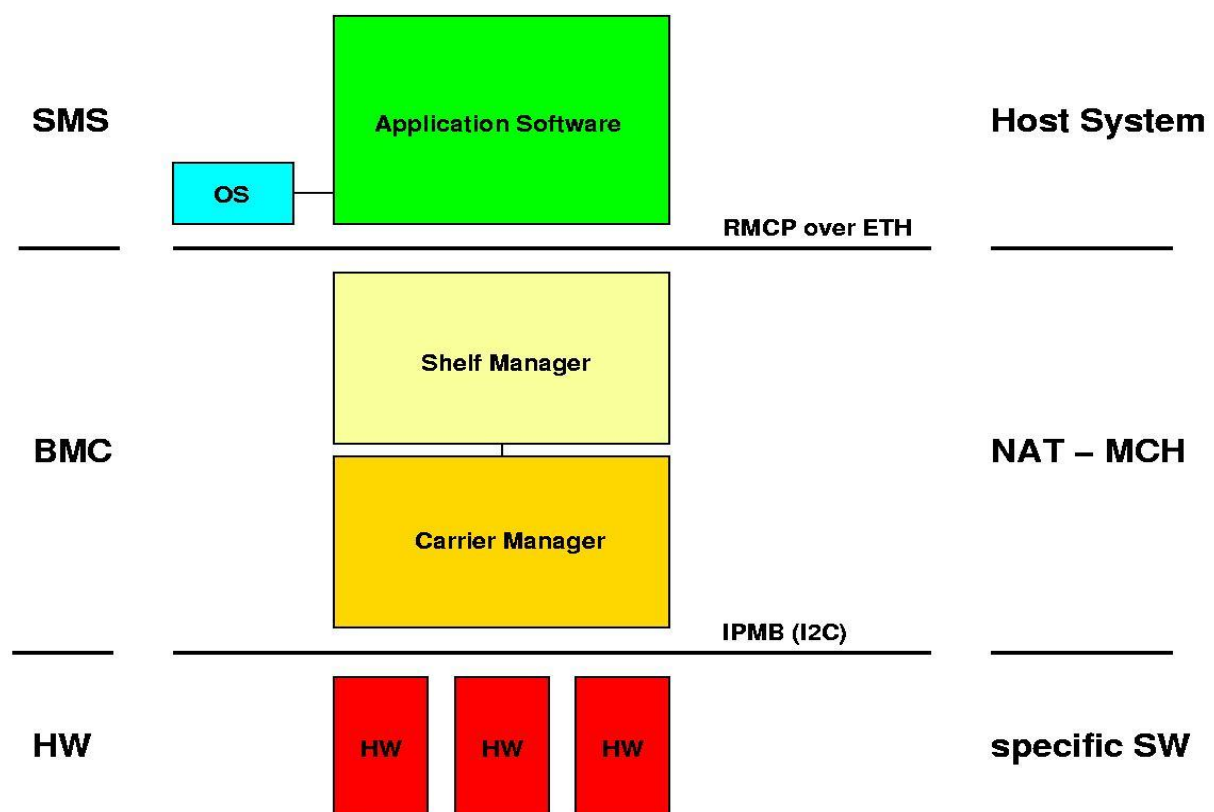 SMS
Application Software
Host System
OS
RMCP over ETH
Shelf Manager
BMC
NAT – MCH
Carrier Manager
IPMB (I2C)
HW
HW
HW
HW
specific SW